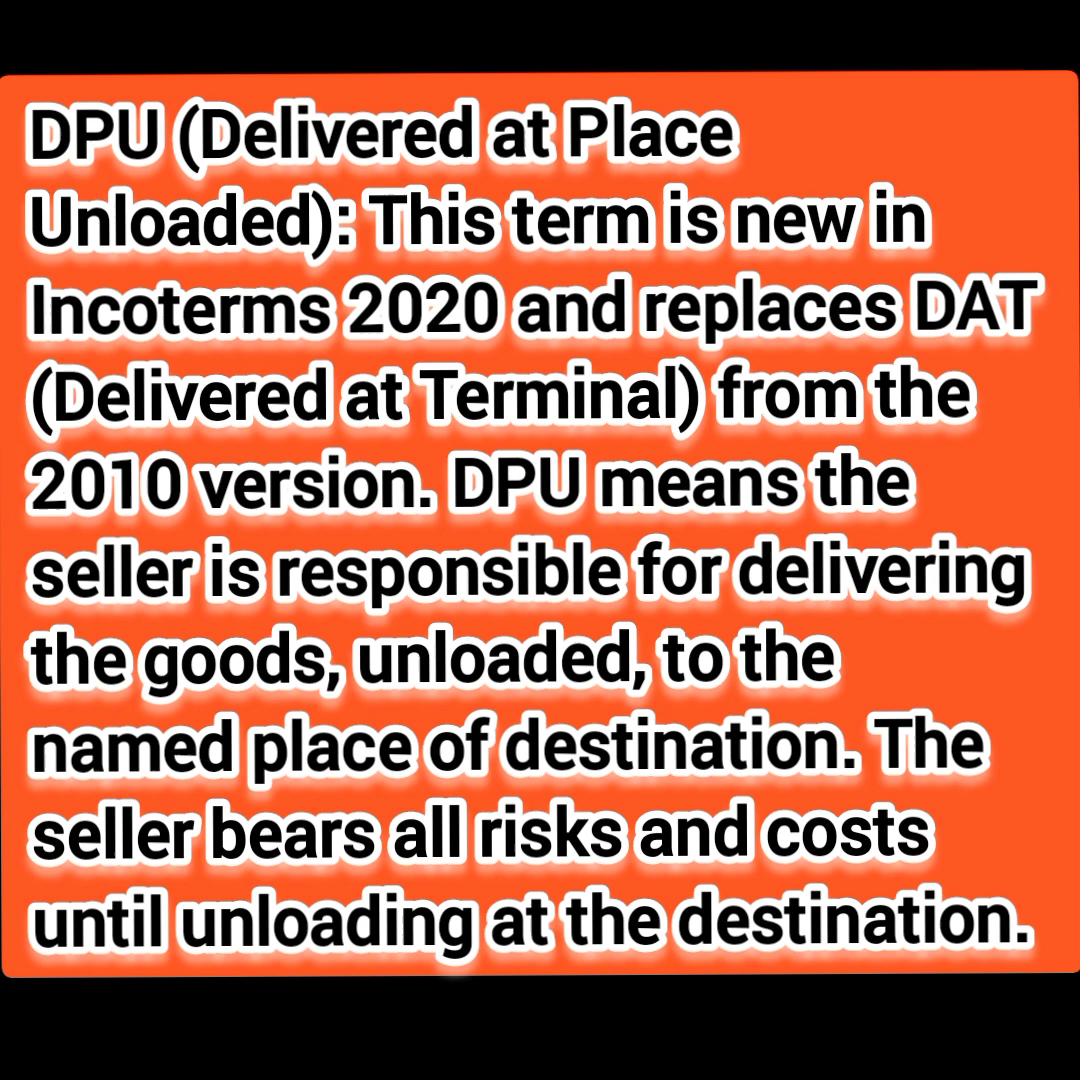 DPU (Delivered at Place
Unloaded): This term is new in
Incoterms 2020 and replaces DAT
(Delivered at Terminal) from the
2010 version. DPU means the
seller is responsible for delivering
the goods, unloaded, to the
named place of destination. The
seller bears all risks and costs
until unloading at the destination.